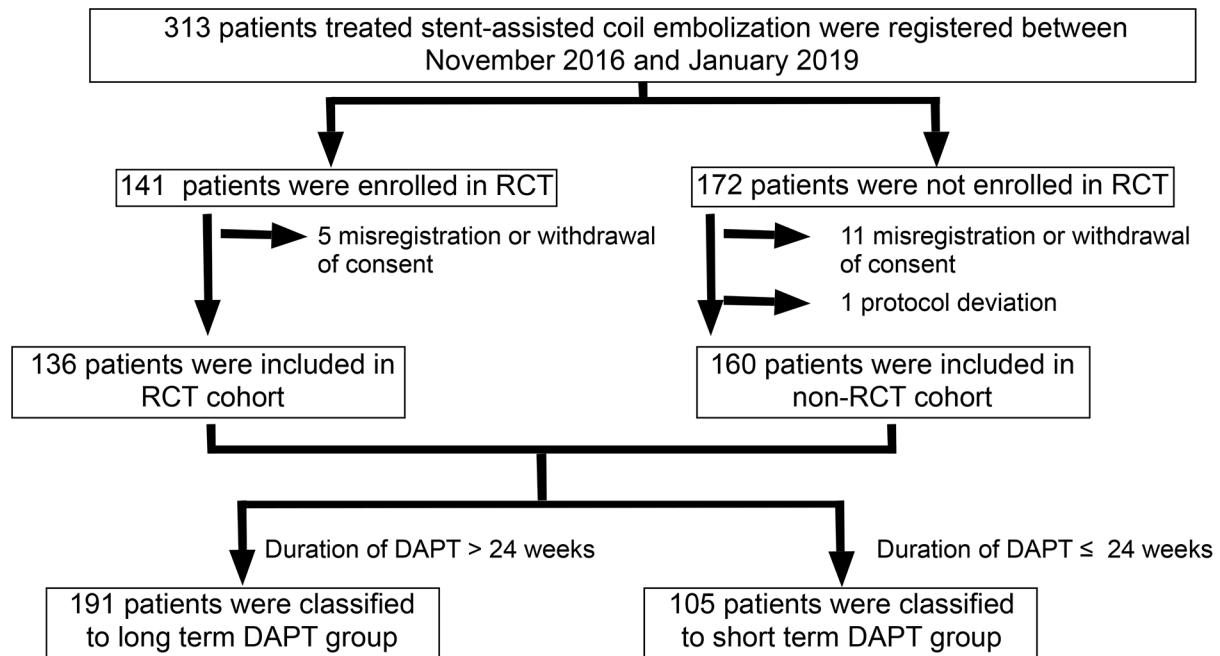 313 patients treated stent-assisted coil embolization were registered between
November 2016 and January 2019
141 patients were enrolled in RCT
172 patients were not enrolled in RCT
5 misregistration or withdrawal
of consent
11 misregistration or withdrawal
of consent
1 protocol deviation
136 patients were included in
RCT cohort
160 patients were included in
non-RCT cohort
Duration of DAPT > 24 weeks
Duration of DAPT ≤ 24 weeks
191 patients were classified
to long term DAPT group
105 patients were classified
to short term DAPT group